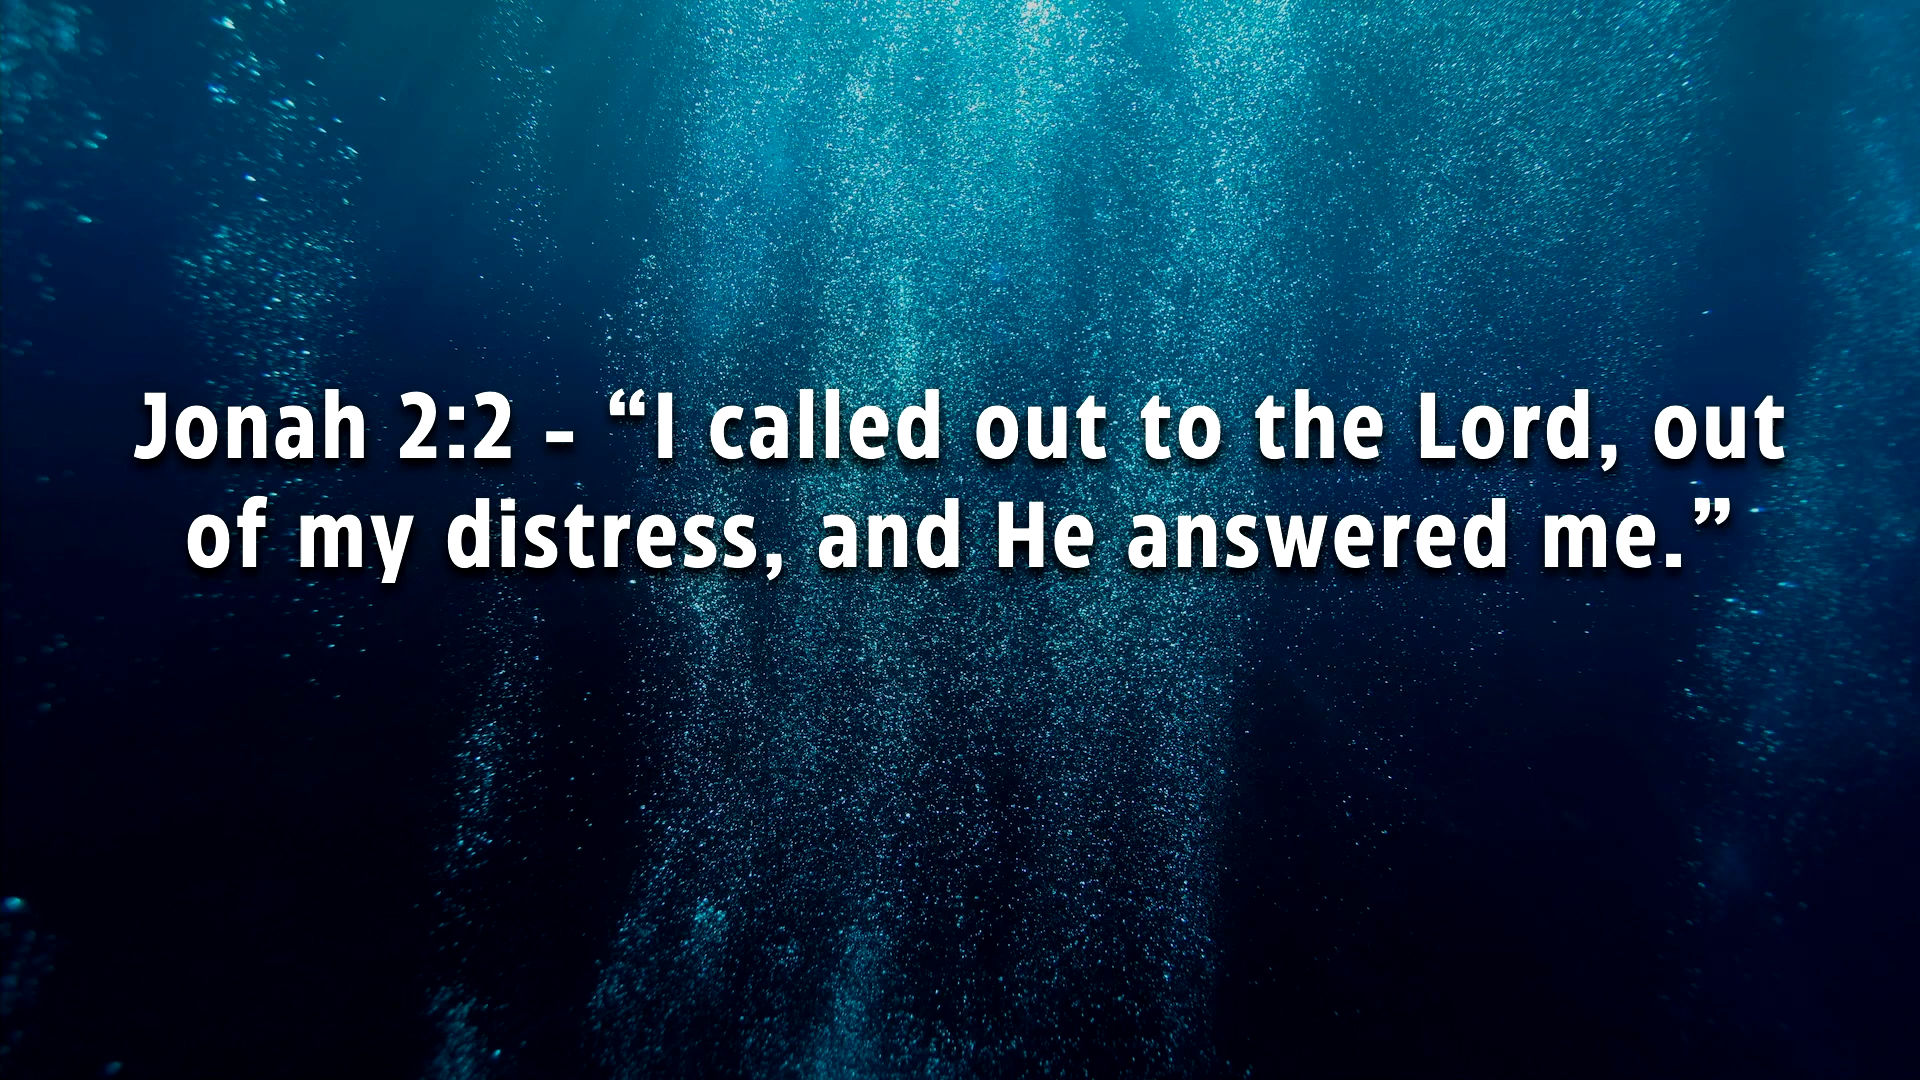 Jonah 2:2 - “I called out to the Lord, out
of my distress, and He answered me.”